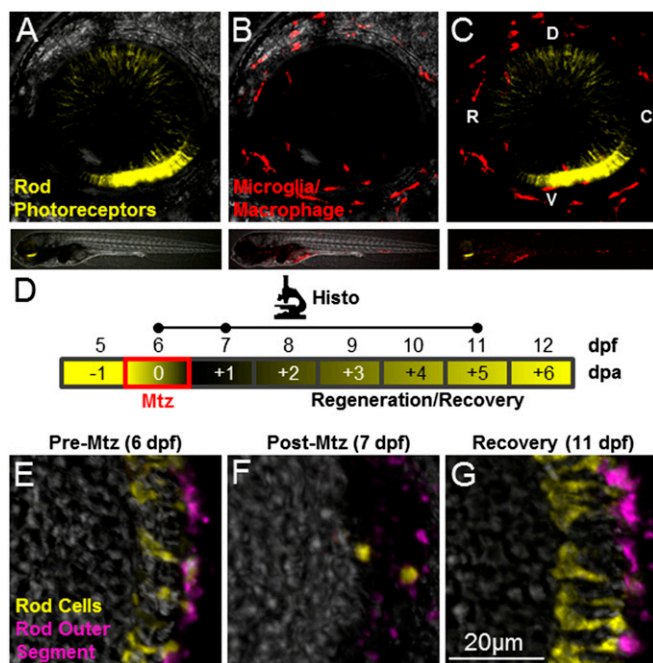 A
B
C
D
R
C
V
Rod
Photoreceptors
Microglia/
Macrophage
D
Histo
5 6 7 8 9 10 11 12 dpf
-1 0 +1 +2 +3 +4 +5 +6 dpa
Mtz Regeneration/Recovery
Pre-Mtz (6 dpf) Post-Mtz (7 dpf) Recovery (11 dpf)
E
F
G
Rod Cells
Rod Outer
Segment
20µm